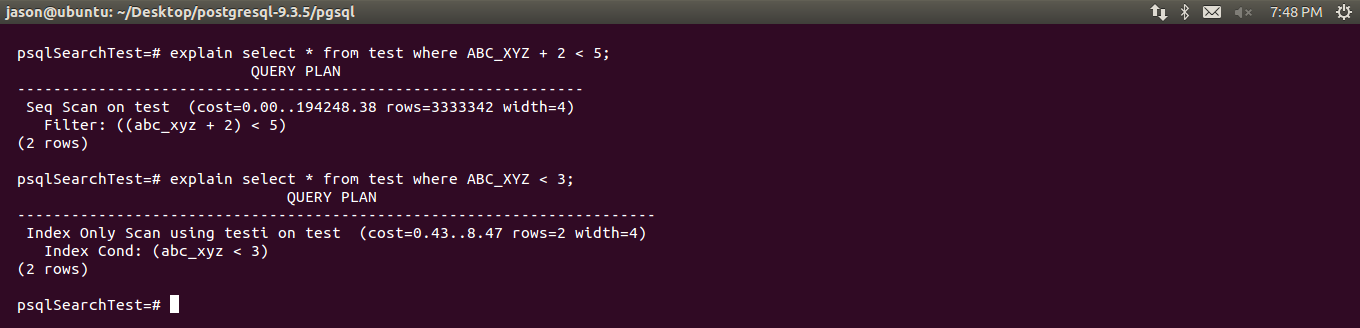 jason@ubuntu: ~/Desktop/postgresql-9.3.5/pgsql 7:48 PM
psqlSearchTest=# explain select * from test where ABC_XYZ + 2 < 5;
QUERY PLAN
---------------------------------------------------------------
Seq Scan on test  (cost=0.00..194248.38 rows=3333342 width=4)
Filter: ((abc_xyz + 2) < 5)
(2 rows)
psqlSearchTest=# explain select * from test where ABC_XYZ < 3;
QUERY PLAN
-----------------------------------------------------------------------
Index Only Scan using testi on test  (cost=0.43..8.47 rows=2 width=4)
Index Cond: (abc_xyz < 3)
(2 rows)
psqlSearchTest=#